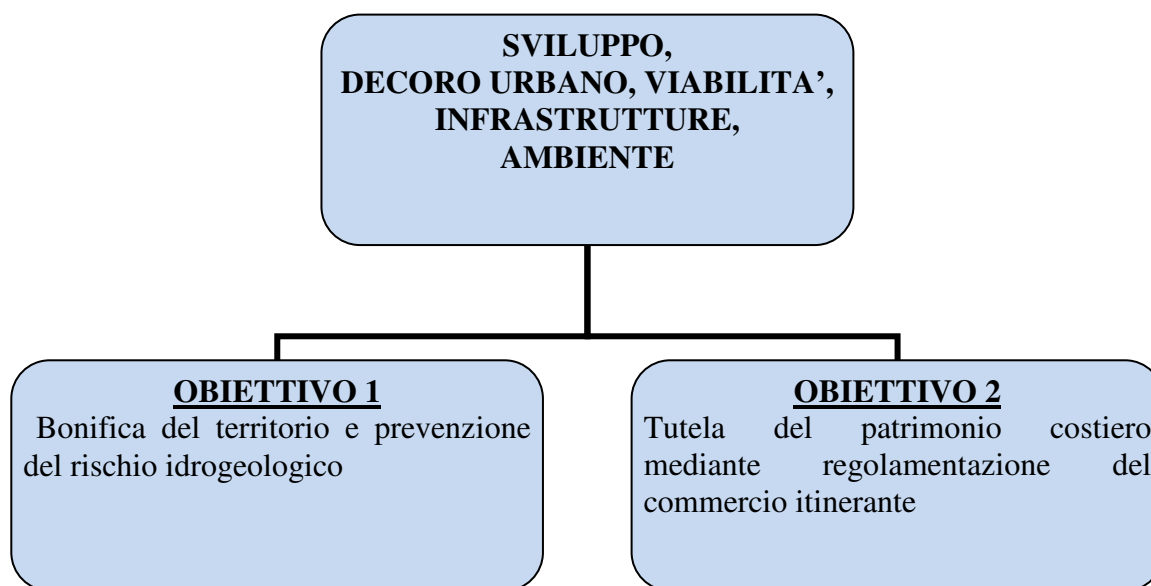 SVILUPPO,
DECORO URBANO, VIABILITA’,
INFRASTRUTTURE,
AMBIENTE
OBIETTIVO 1
Bonifica del territorio e prevenzione
del rischio idrogeologico
OBIETTIVO 2
Tutela del patrimonio costiero
mediante regolamentazione del
commercio itinerante